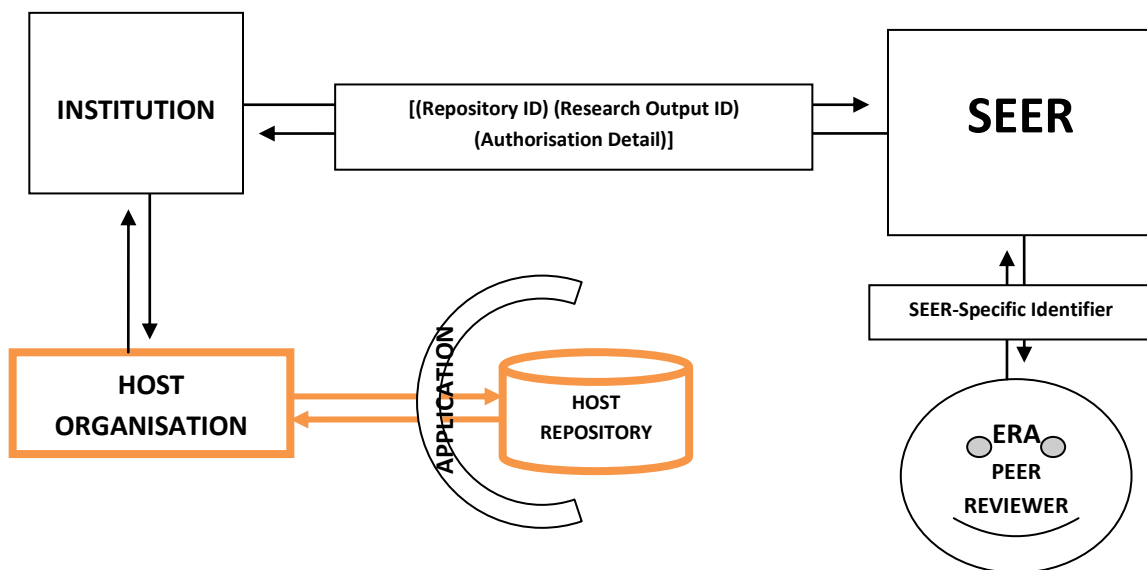 INSTITUTION
[(Repository ID) (Research Output ID)
(Authorisation Detail)]
SEER
SEER-Specific Identifier
HOST
ORGANISATION
APPLICATION
HOST
REPOSITORY
ERA
PEER
REVIEWER